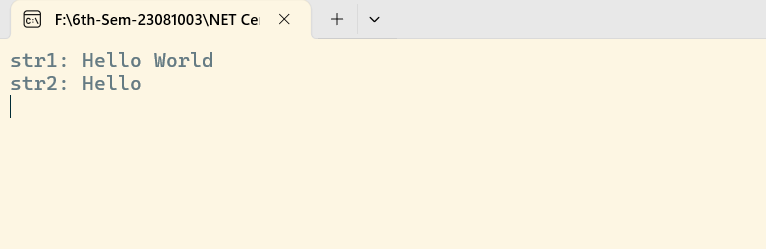 F:\6th-Sem-23081003\NET Ce
str1: Hello World
str2: Hello